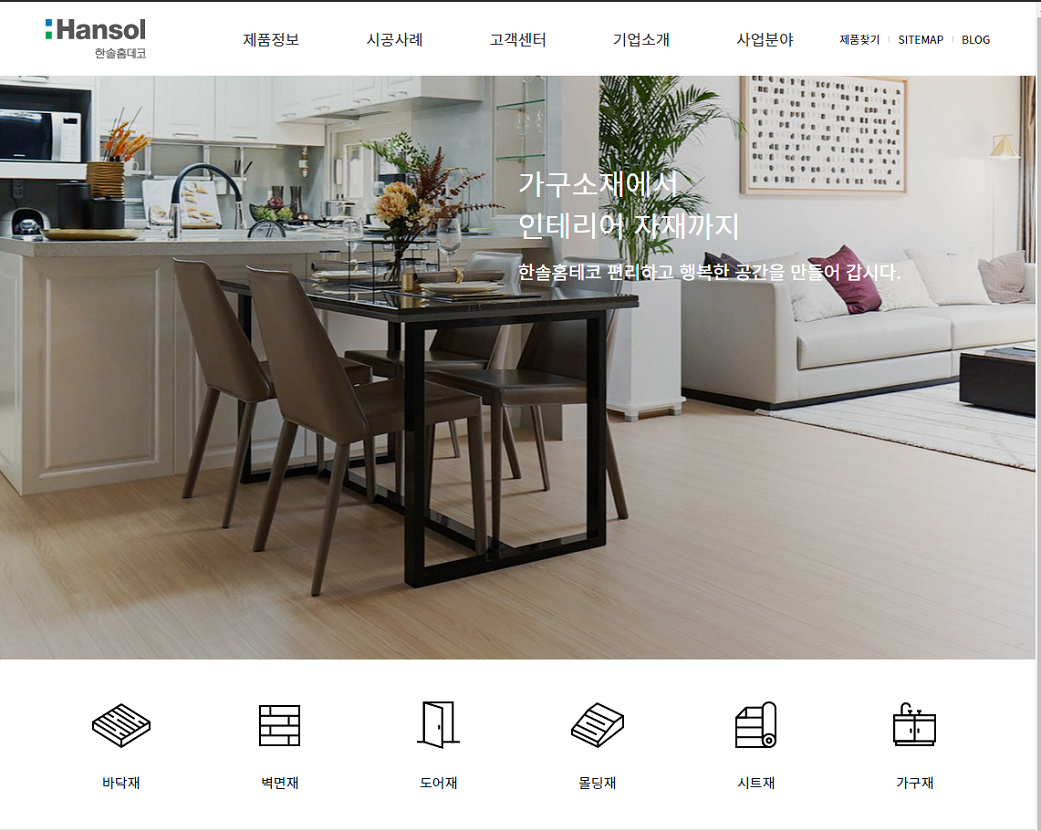 Hansol
한솔홈데코
제품정보 시공사례 고객센터 기업소개 사업분야 제품찾기 SITEMAP BLOG
가구소재에서
인테리어 자재까지
한솔홈데코 편리하고 행복한 공간을 만들어 갑시다.
바닥재 벽면재 도어재 몰딩재 시트재 가구재